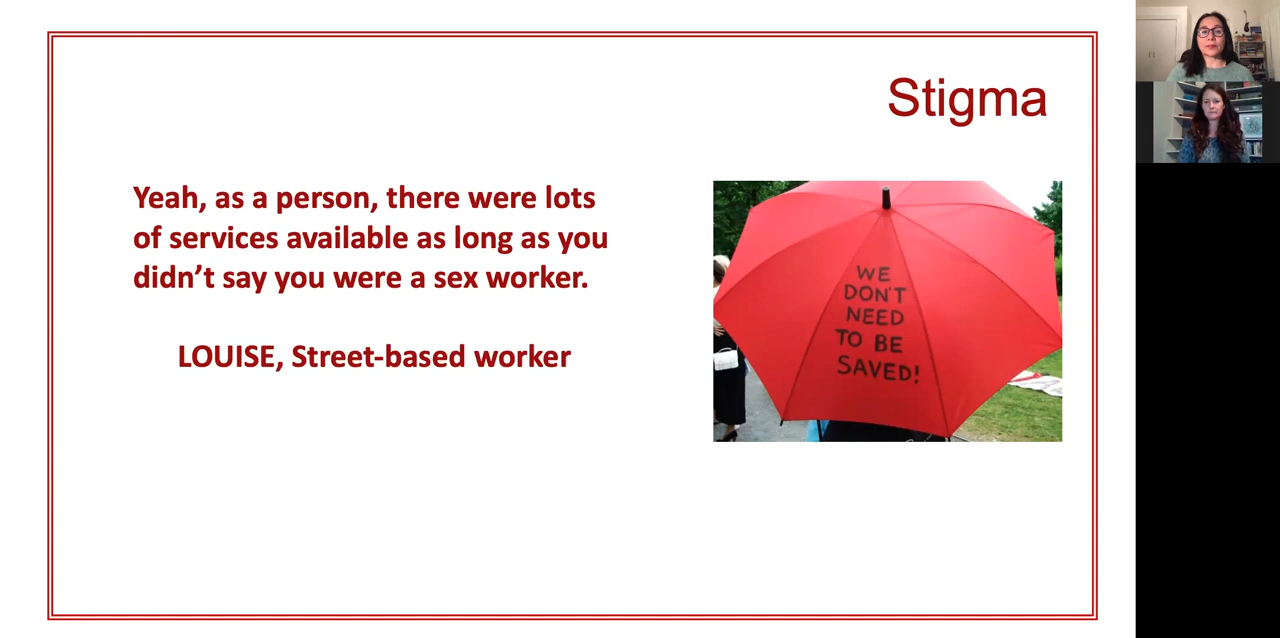 Stigma
Yeah, as a person, there were lots
of services available as long as you
didn’t say you were a sex worker.
LOUISE, Street-based worker
WE
DON'T
NEED
TO BE
SAVED!